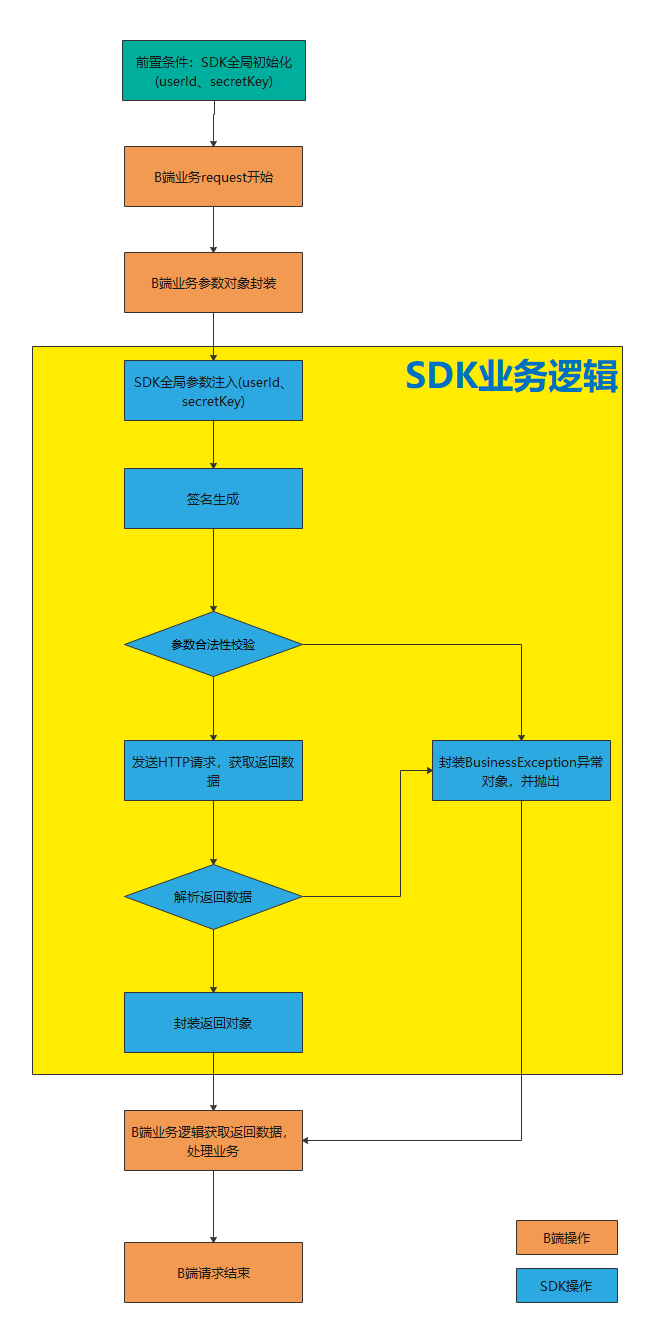 前置条件：SDK全局初始化
(userId、secretKey)
B端业务request开始
B端业务参数对象封装
SDK业务逻辑
SDK全局参数注入(userId、
secretKey)
签名生成
参数合法性校验
发送HTTP请求，获取返回数
据
封装BusinessException异常
对象，并抛出
解析返回数据
封装返回对象
B端业务逻辑获取返回数据，
处理业务
B端请求结束
B端操作
SDK操作